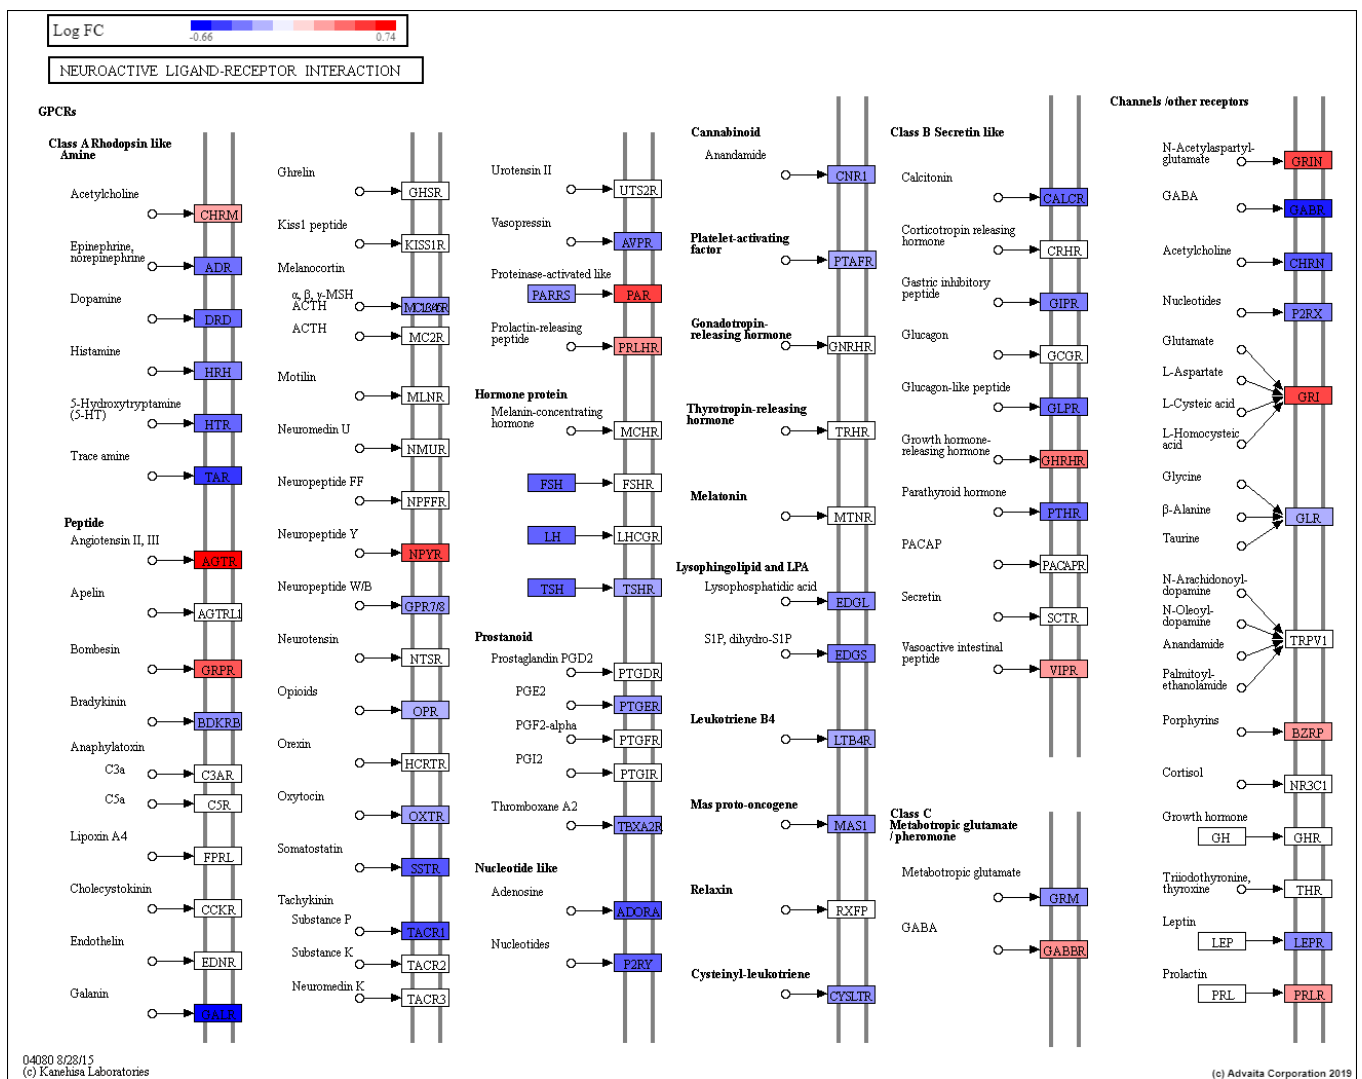 Log FC
-0.66
0.74
NEUROACTIVE LIGAND-RECEPTOR INTERACTION
GPCRs
Class A Rhodopsin like
Amine
Acetylcholine
CHRM
Epinephrine,
norepinephrine
ADR
Dopamine
DRD
Histamine
HRH
5-Hydroxytryptamine
(5-HT)
HTR
Trace amine
TAR
Peptide
Angiotensin II, III
AGTR
Apelin
AGTRL1
Bombesin
GRPR
Bradykinin
BDKRB
Anaphylatoxin
C3a
C3AR
C5a
C5R
Lipoxin A4
FPRL
Cholecystokinin
CCKR
Endothelin
EDNR
Galanin
GALR
Ghrelin
GHSR
Kiss1 peptide
KISS1R
Melanocortin
α, β, γ-MSH
ACTH
ACTH
MC2R
Motilin
MLNR
Neuromedin U
NMUR
Neuropeptide FF
NPFFR
Neuropeptide Y
NPYR
Neuropeptide W/B
GPR7/8
Neurotensin
NTSR
Opioids
OPR
Orexin
HCRTR
Oxytocin
OXTR
Somatostatin
SSTR
Tachykinin
Substance P
TACR1
Substance K
TACR2
Neuromedin K
TACR3
Urotensin II
UTS2R
Vasopressin
AVPR
Proteinase-activated like
PARRS
PAR
Prolactin-releasing
peptide
PRLHR
Hormone protein
Melanin-concentrating
hormone
MCHR
FSH
FSHR
LH
LHCGR
TSH
TSHR
Prostanoid
Prostaglandin PGD2
PTGDR
PGE2
PTGER
PGF2-alpha
PTGFR
PGI2
PTGIR
Thromboxane A2
TBXA2R
Nucleotide like
Adenosine
ADORA
Nucleotides
P2RY
Cannabinoid
Anandamide
CNR1
Platelet-activating
factor
PTAFR
Gonadotropin-
releasing hormone
GNRHR
Thyrotropin-releasing
hormone
TRHR
Melatonin
MTNR
Lysophingolipid and LPA
Lysophosphatidic acid
EDGL
S1P, dihydro-S1P
EDGS
Leukotriene B4
LTB4R
Mas proto-oncogene
MAS1
Relaxin
RXFP
Cysteinyl-leukotriene
CYSLTR
Class B Secretin like
Calcitonin
CALCR
Corticotropin releasing
hormone
CRHR
Gastric inhibitory
peptide
GIPR
Glucagon
GCGR
Glucagon-like peptide
GLPR
Growth hormone-
releasing hormone
GHRHR
Parathyroid hormone
PTHR
PACAP
PACAPR
Secretin
SCTR
Vasoactive intestinal
peptide
VIPR
Class C
Metabotropic glutamate
/ pheromone
Metabotropic glutamate
GRM
GABA
GABBR
Channels /other receptors
N-Acetylaspartyl-
glutamate
GRIN
GABA
GABR
Acetylcholine
CHRN
Nucleotides
P2RX
Glutamate
L-Aspartate
GRI
L-Cysteic acid
L-Homocysteic
acid
Glycine
β-Alanine
GLR
Taurine
N-Arachidonoyl-
dopamine
N-Oleoyl-
dopamine
TRPV1
Anandamide
Palmitoyl-
ethanolamide
Porphyrins
BZRP
Cortisol
NR3C1
Growth hormone
GH
GHR
Triiodothyronine,
thyroxine
THR
Leptin
LEP
LEPR
Prolactin
PRL
PRLR
04080 8/28/15
(c) Kanehisa Laboratories
(c) Advaita Corporation 2019